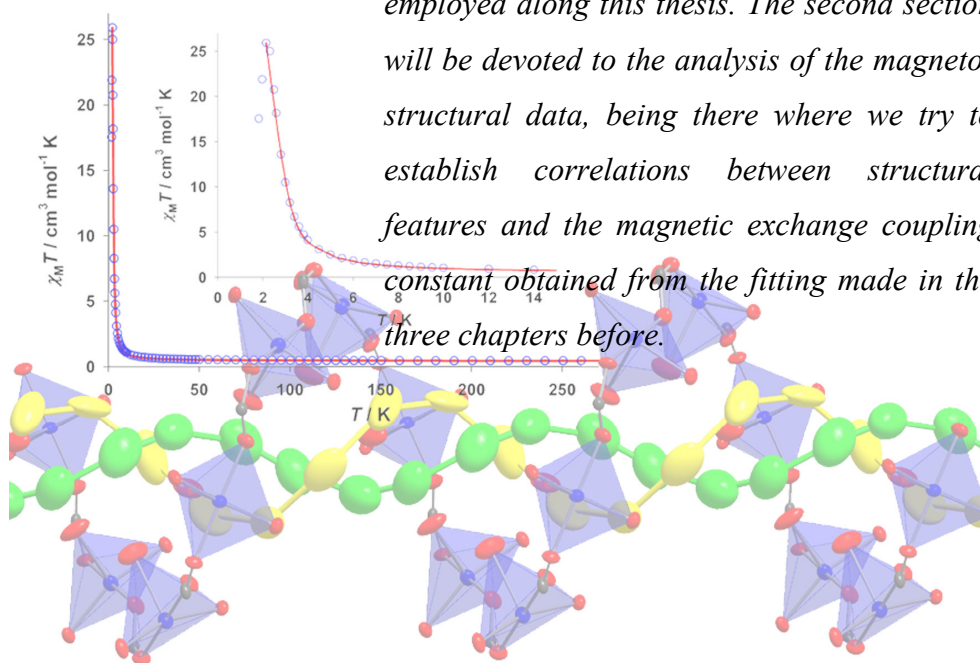 employed along this thesis. The second section
will be devoted to the analysis of the magneto-
structural data, being there where we try to
establish correlations between structural
features and the magnetic exchange coupling
constant obtained from the fitting made in the
three chapters before.
χMT / cm³ mol⁻¹ K
25
20
15
10
5
0
0
50
100
150
200
250
T / K
χMT / cm³ mol⁻¹ K
25
20
15
10
5
0
0
2
4
6
8
10
12
14
T / K